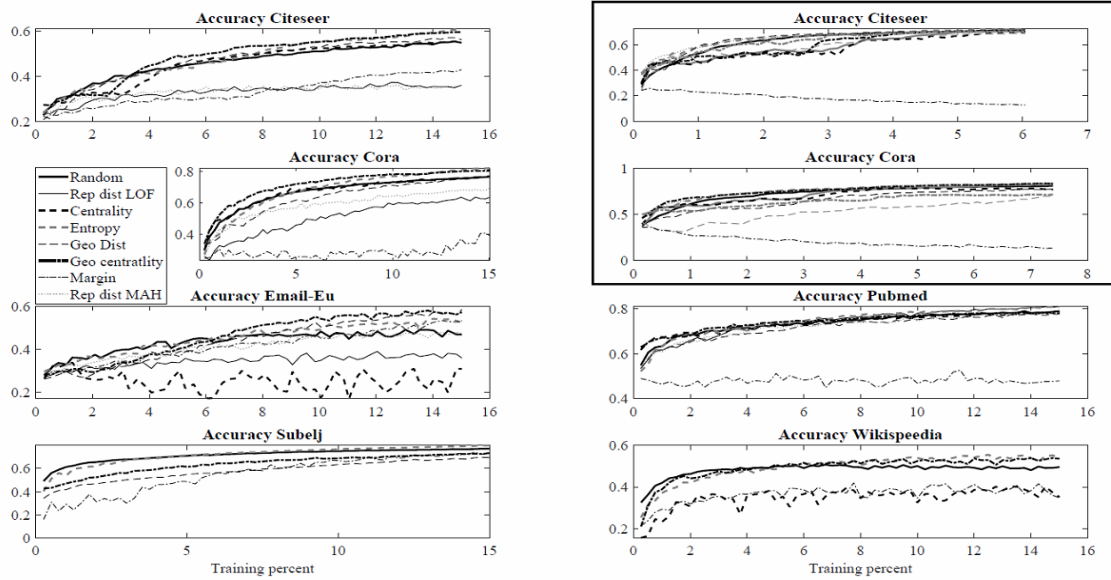 Accuracy Citeseer
0.6
0.4
0.2
0 2 4 6 8 10 12 14 16
Accuracy Cora
0.8
0.6
0.4
0 5 10 15
Random
Rep dist LOF
Centrality
Entropy
Geo Dist
Geo centratlity
Margin
Rep dist MAH
Accuracy Email-Eu
0.6
0.4
0.2
0 2 4 6 8 10 12 14 16
Accuracy Subelj
0.6
0.4
0.2
0 5 10 15
Training percent
Accuracy Citeseer
0.6
0.4
0.2
0
0 1 2 3 4 5 6 7
Accuracy Cora
1
0.5
0
0 1 2 3 4 5 6 7 8
Accuracy Pubmed
0.8
0.6
0.4
0 2 4 6 8 10 12 14 16
Accuracy Wikispeedia
0.6
0.4
0.2
0 2 4 6 8 10 12 14 16
Training percent